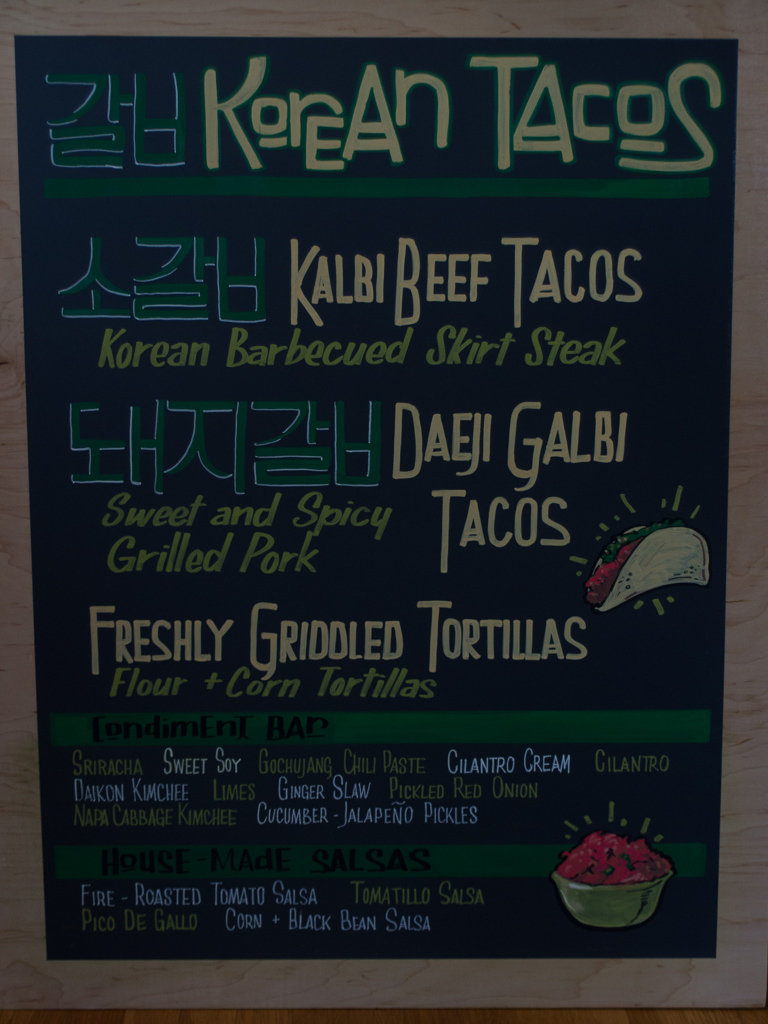 갈비 Korean Tacos
소갈비 Kalbi Beef Tacos
Korean Barbecued Skirt Steak
돼지갈비 Daeji Galbi
Tacos
Sweet and Spicy
Grilled Pork
Freshly Griddled Tortillas
Flour + Corn Tortillas
Condiment Bar
Sriracha Sweet Soy Gochujang Chili Paste Cilantro Cream Cilantro
Daikon Kimchee Limes Ginger Slaw Pickled Red Onion
Napa Cabbage Kimchee Cucumber-Jalapeño Pickles
House-Made Salsas
Fire-Roasted Tomato Salsa Tomatillo Salsa
Pico De Gallo Corn + Black Bean Salsa